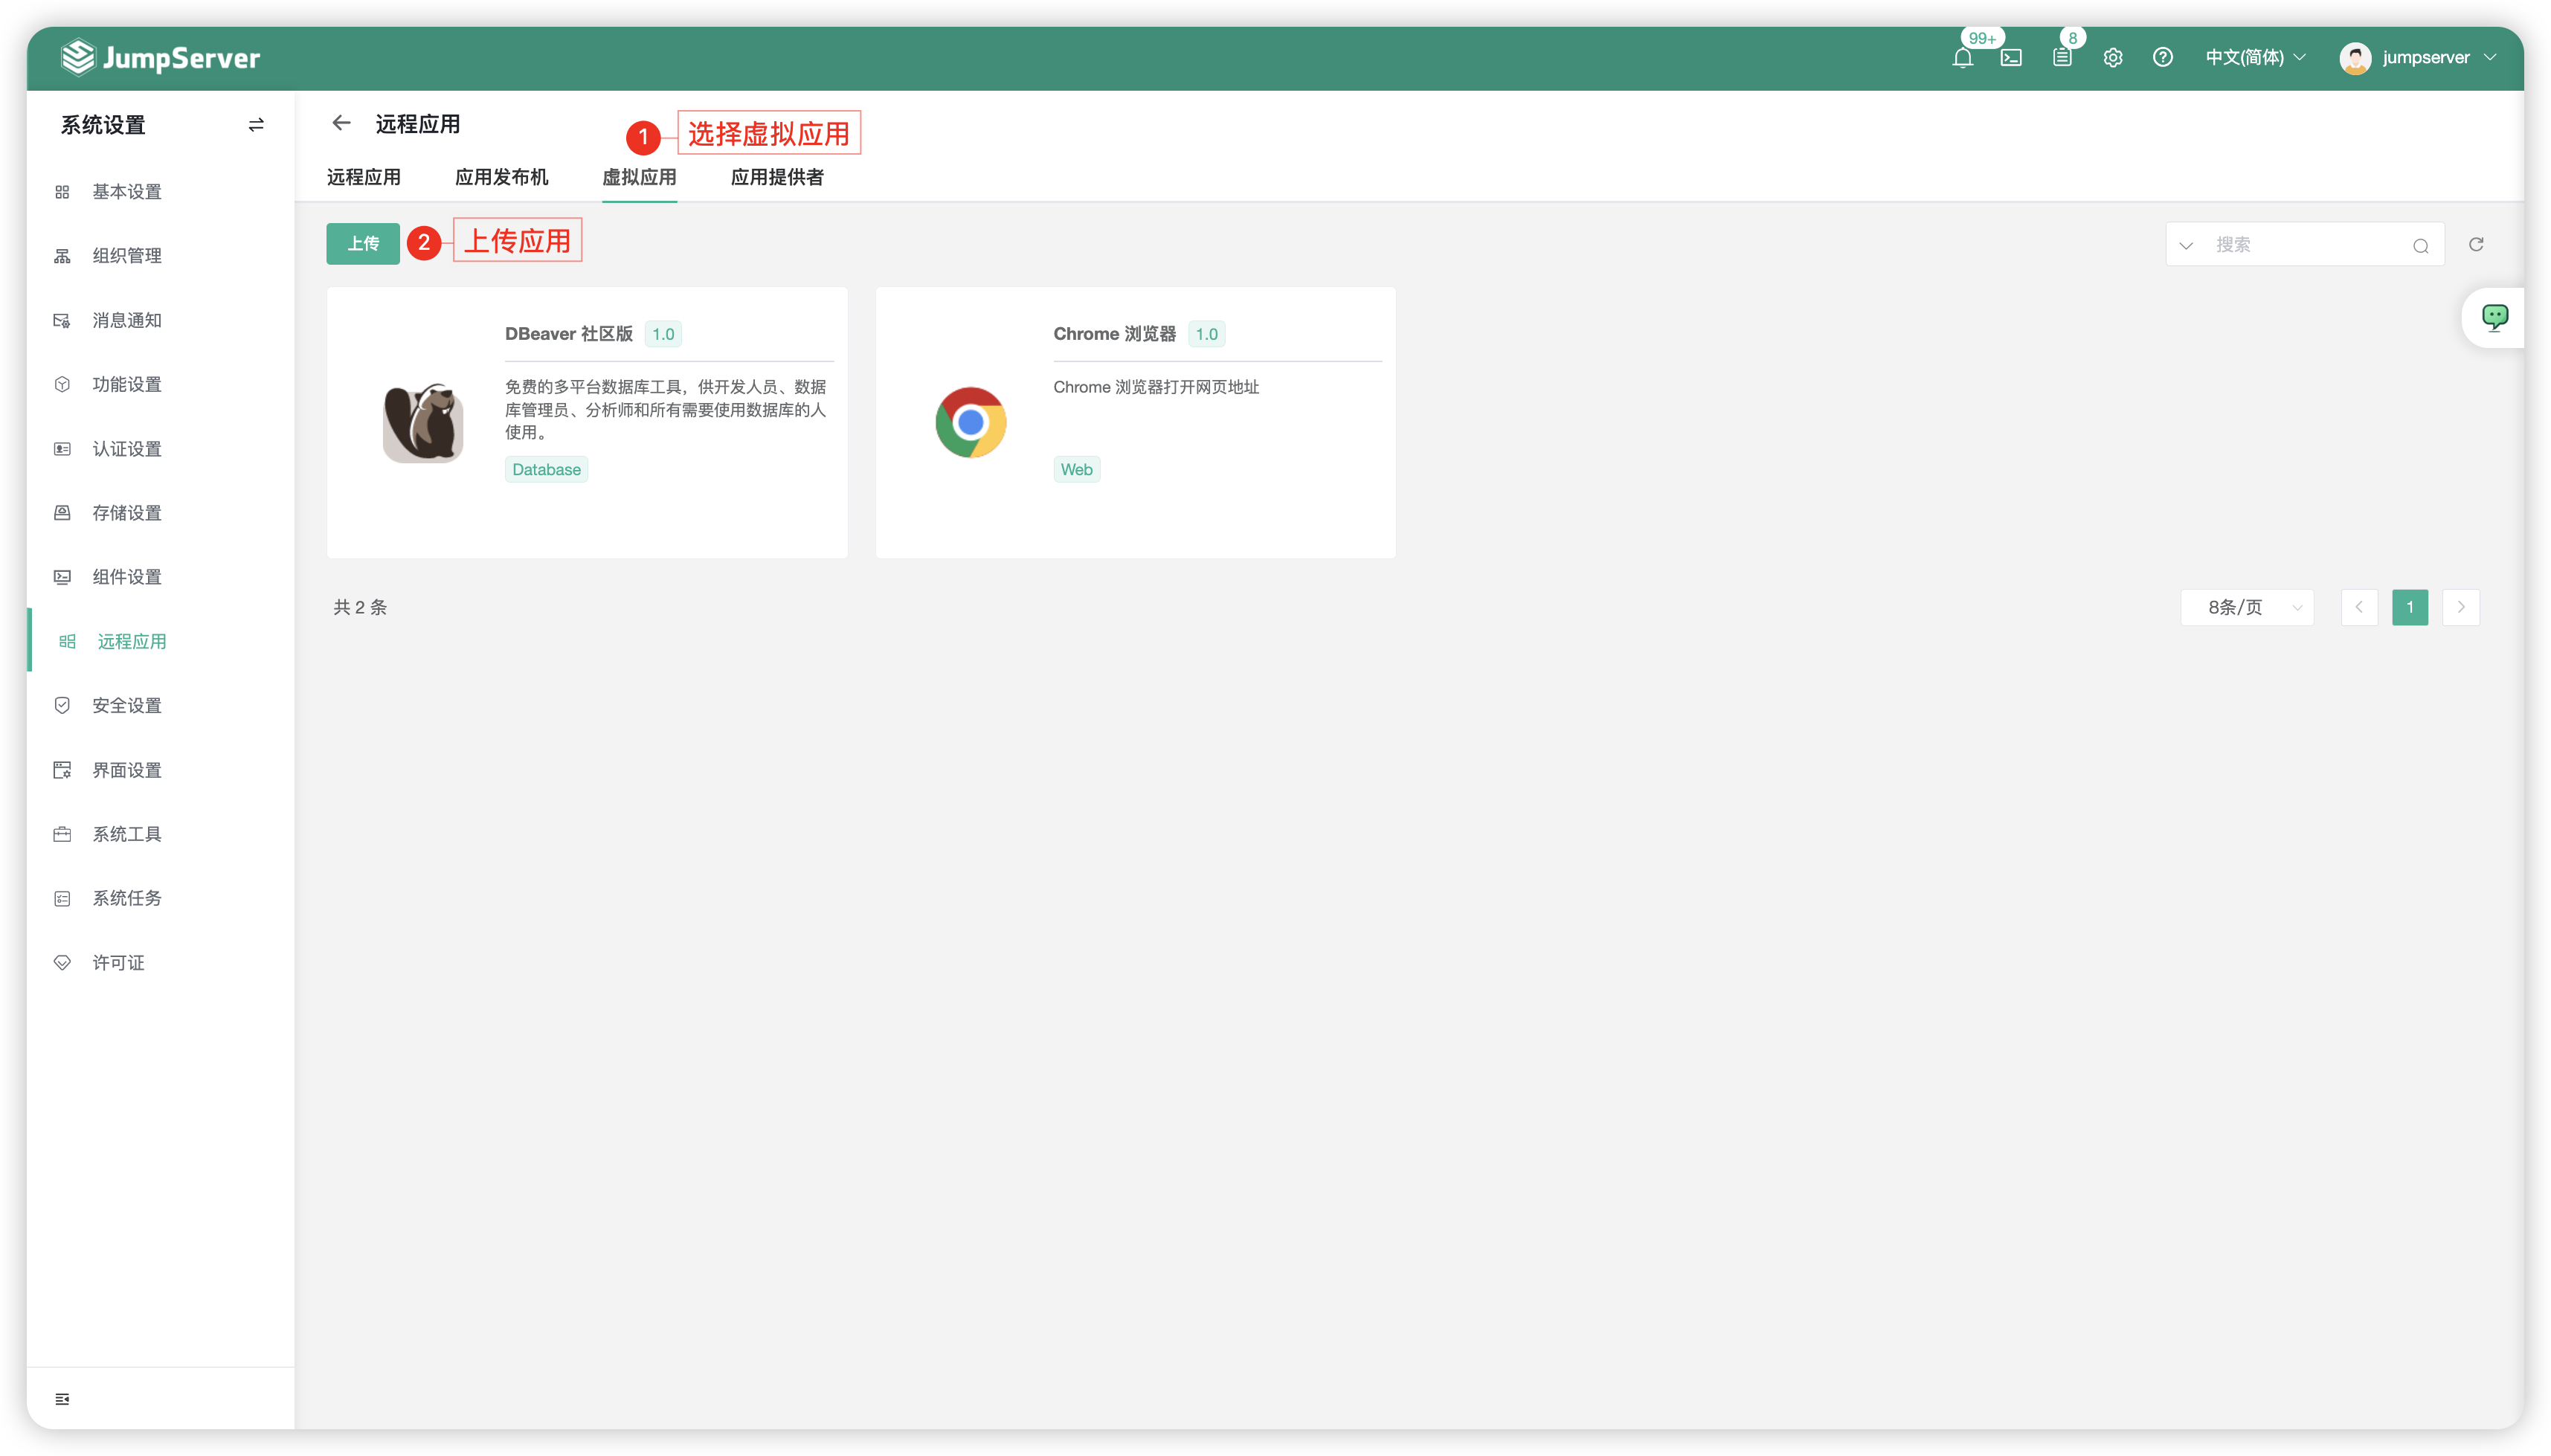 JumpServer
99+
8
中文(简体)
jumpserver
系统设置
基本设置
组织管理
消息通知
功能设置
认证设置
存储设置
组件设置
远程应用
安全设置
界面设置
系统工具
系统任务
许可证
远程应用
1 选择虚拟应用
远程应用 应用发布机 虚拟应用 应用提供者
上传 2 上传应用
搜索
DBeaver 社区版 1.0
免费的多平台数据库工具，供开发人员、数据
库管理员、分析师和所有需要使用数据库的人
使用。
Database
Chrome 浏览器 1.0
Chrome 浏览器打开网页地址
Web
共 2 条
8条/页
1